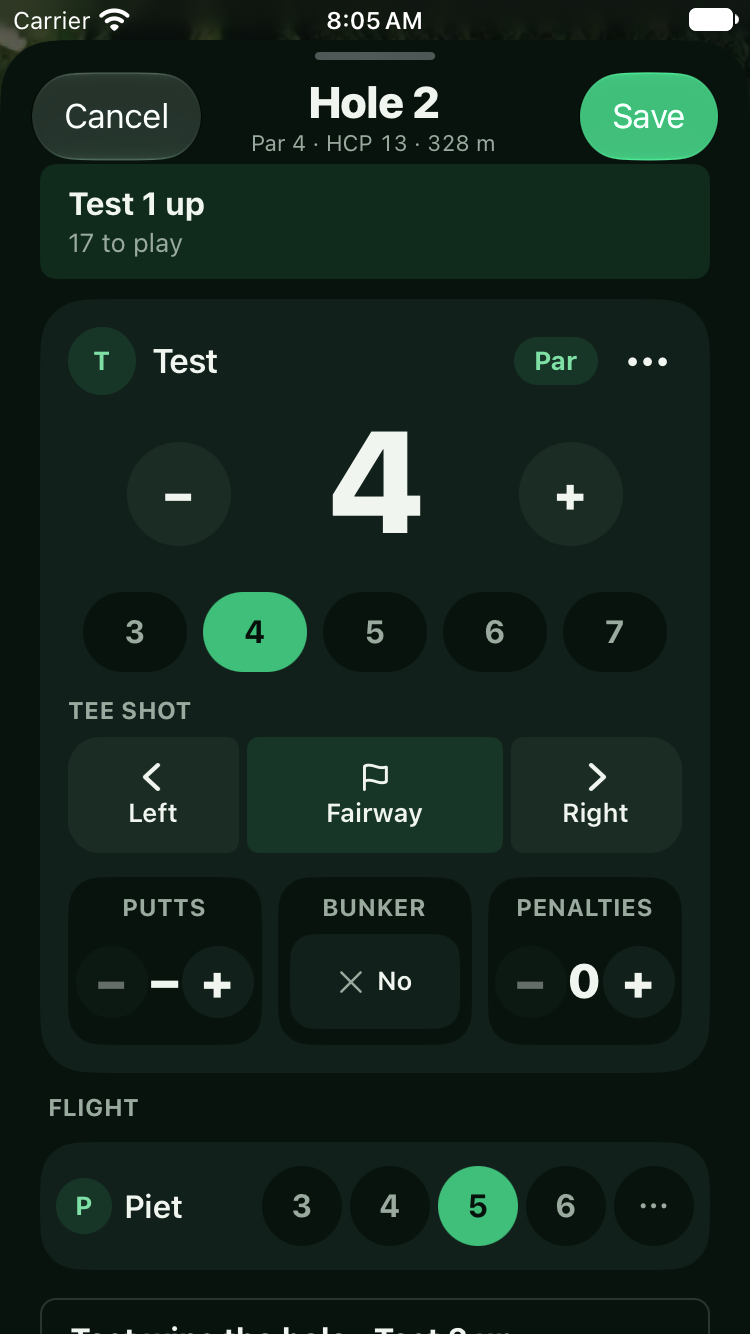 Carrier 8:05 AM
Cancel
Hole 2
Par 4 · HCP 13 · 328 m
Save
Test 1 up
17 to play
T Test Par •••
− 4 +
3 4 5 6 7
TEE SHOT
Left Fairway Right
PUTTS BUNKER PENALTIES
− – + No − 0 +
FLIGHT
P Piet 3 4 5 6 ···